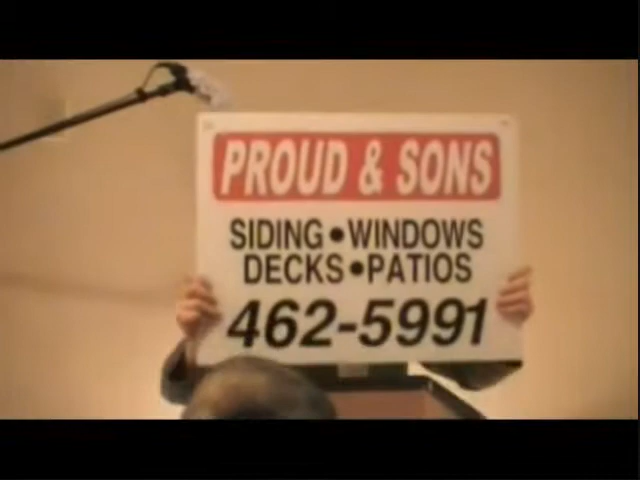 PROUD & SONS
SIDING • WINDOWS
DECKS • PATIOS
462-5991